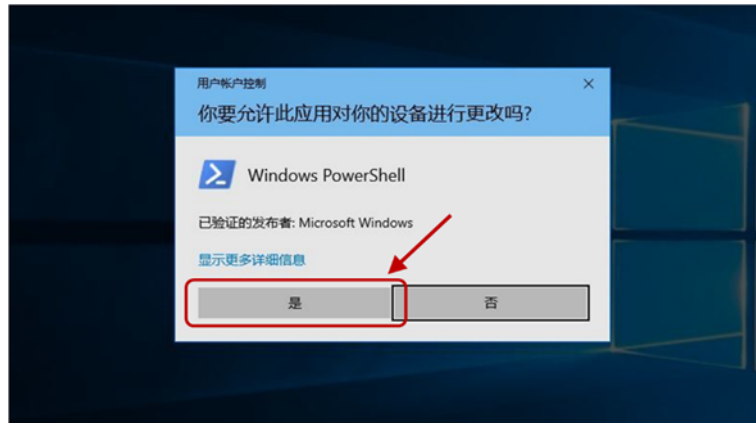 用户帐户控制
你要允许此应用对你的设备进行更改吗?
Windows PowerShell
已验证的发布者: Microsoft Windows
显示更多详细信息
是
否